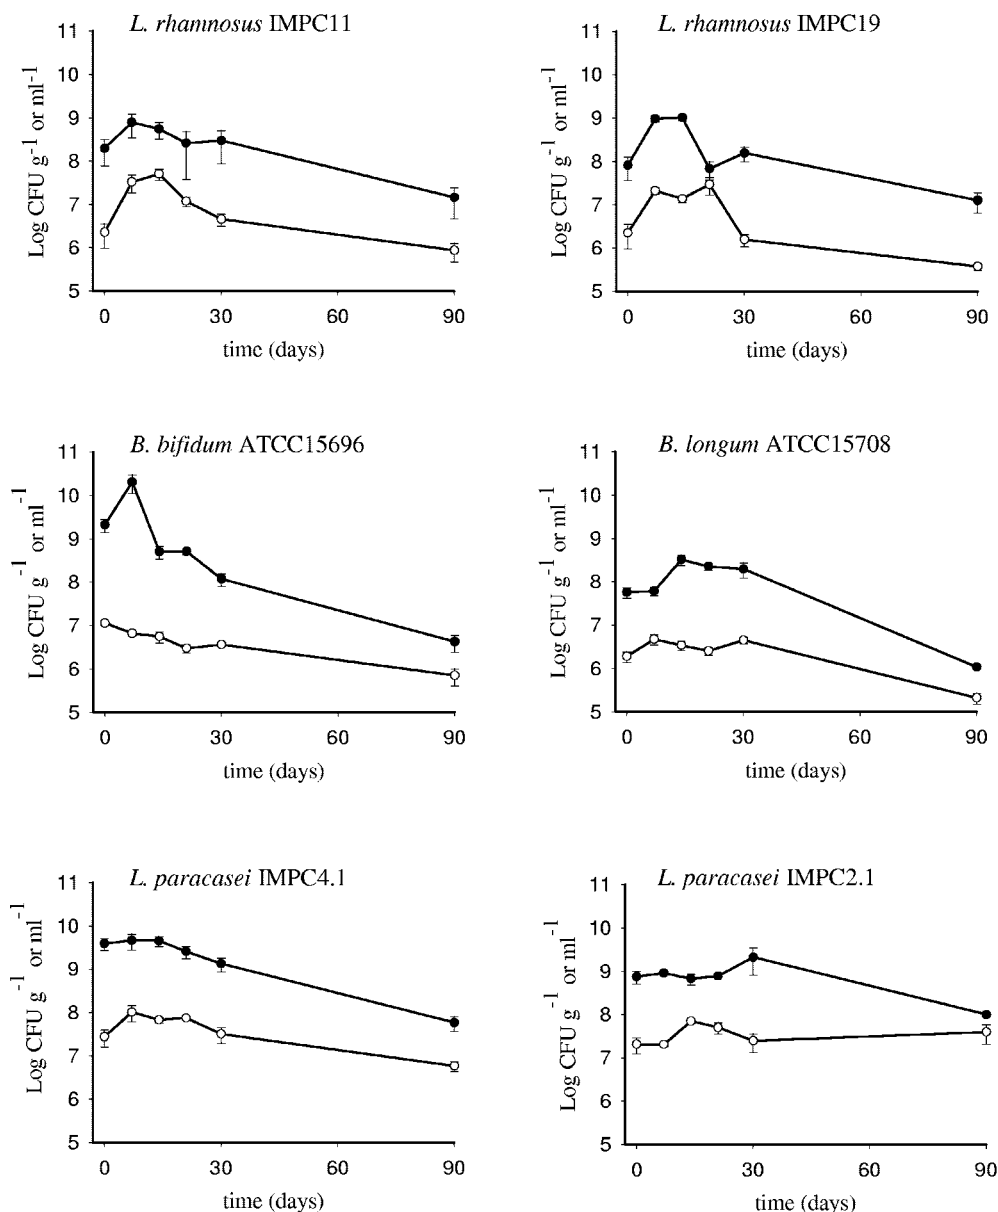 L. rhamnosus IMPC11
11
10
9
8
7
6
5
Log CFU g⁻¹ or ml⁻¹
0 30 60 90
time (days)
L. rhamnosus IMPC19
11
10
9
8
7
6
5
Log CFU g⁻¹ or ml⁻¹
0 30 60 90
time (days)
B. bifidum ATCC15696
11
10
9
8
7
6
5
Log CFU g⁻¹ or ml⁻¹
0 30 60 90
time (days)
B. longum ATCC15708
11
10
9
8
7
6
5
Log CFU g⁻¹ or ml⁻¹
0 30 60 90
time (days)
L. paracasei IMPC4.1
11
10
9
8
7
6
5
Log CFU g⁻¹ or ml⁻¹
0 30 60 90
time (days)
L. paracasei IMPC2.1
11
10
9
8
7
6
5
Log CFU g⁻¹ or ml⁻¹
0 30 60 90
time (days)